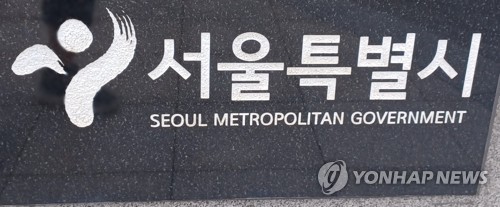 서울특별시
SEOUL METROPOLITAN GOVERNMENT
YONHAP NEWS